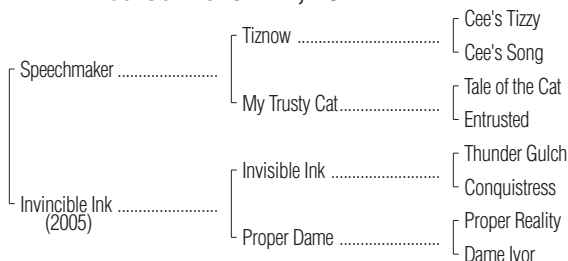 Cee's Tizzy
Tiznow
Cee's Song
Speechmaker
Tale of the Cat
My Trusty Cat
Entrusted
Thunder Gulch
Invisible Ink
Conquistress
Invincible Ink
(2005)
Proper Reality
Proper Dame
Dame Ivor